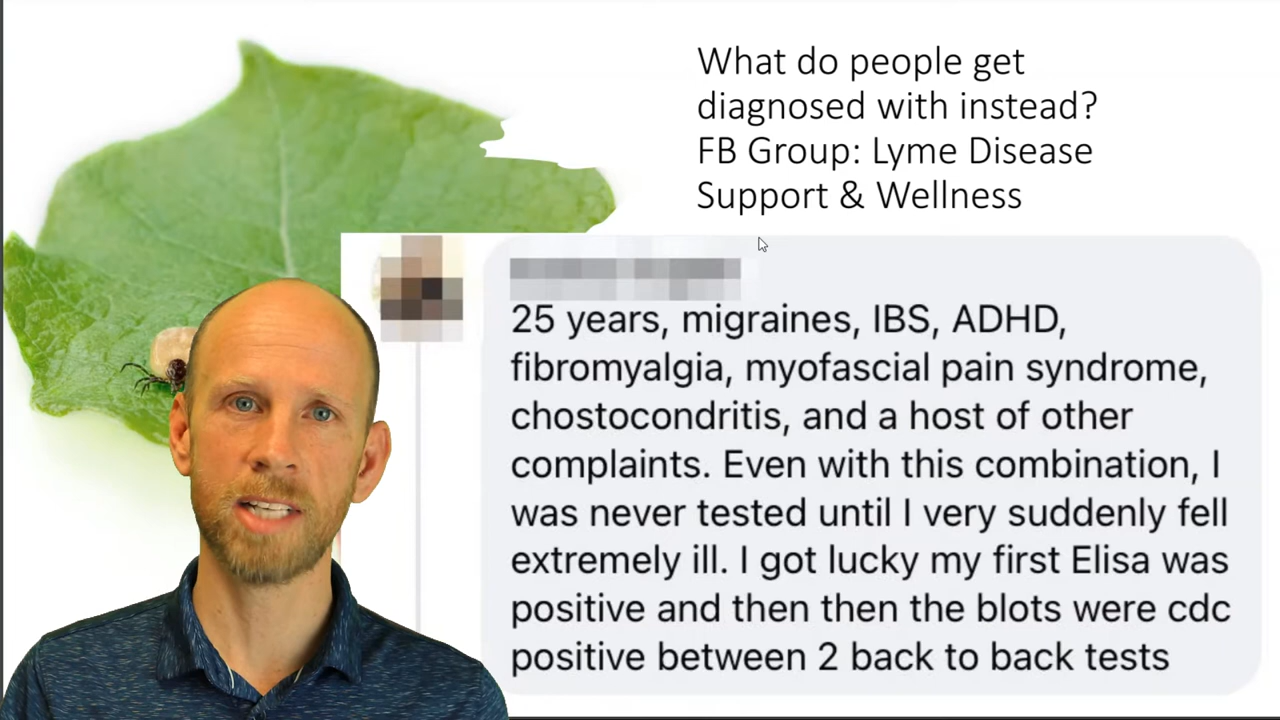 What do people get
diagnosed with instead?
FB Group: Lyme Disease
Support & Wellness
25 years, migraines, IBS, ADHD,
fibromyalgia, myofascial pain syndrome,
chostocondritis, and a host of other
complaints. Even with this combination, I
was never tested until I very suddenly fell
extremely ill. I got lucky my first Elisa was
positive and then then the blots were cdc
positive between 2 back to back tests